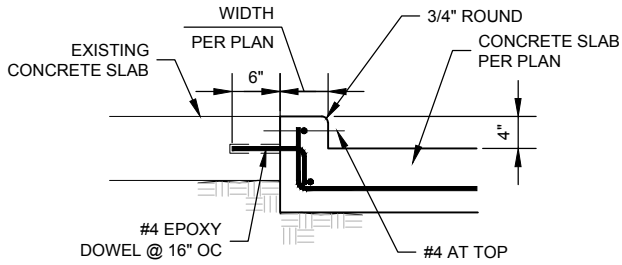 WIDTH
PER PLAN
3/4" ROUND
EXISTING
CONCRETE SLAB
CONCRETE SLAB
PER PLAN
6"
4"
#4 EPOXY
DOWEL @ 16" OC
#4 AT TOP